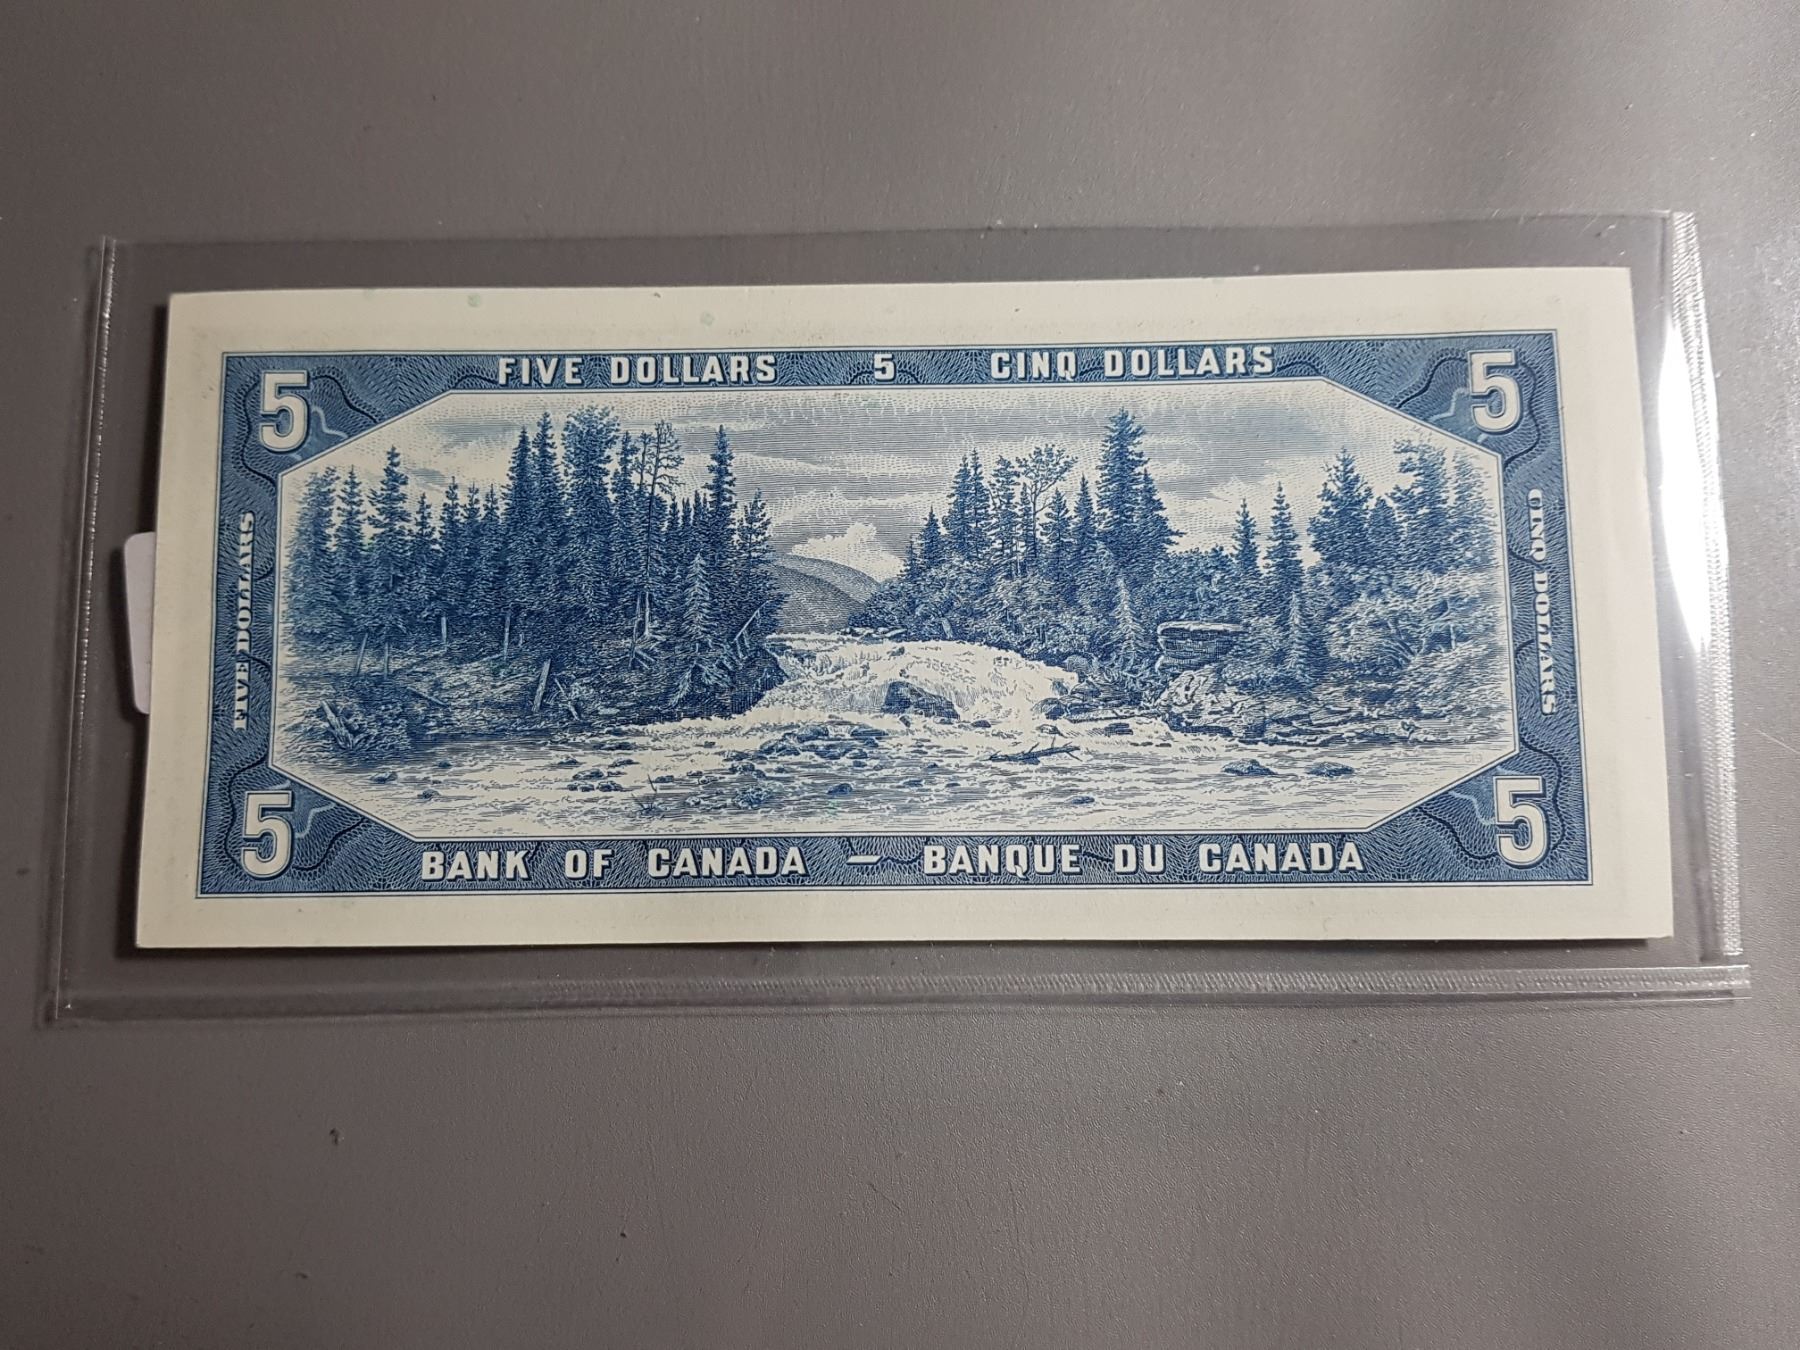 FIVE DOLLARS 5 CINQ DOLLARS
5 5
FIVE DOLLARS
CINQ DOLLARS
5 5
BANK OF CANADA — BANQUE DU CANADA